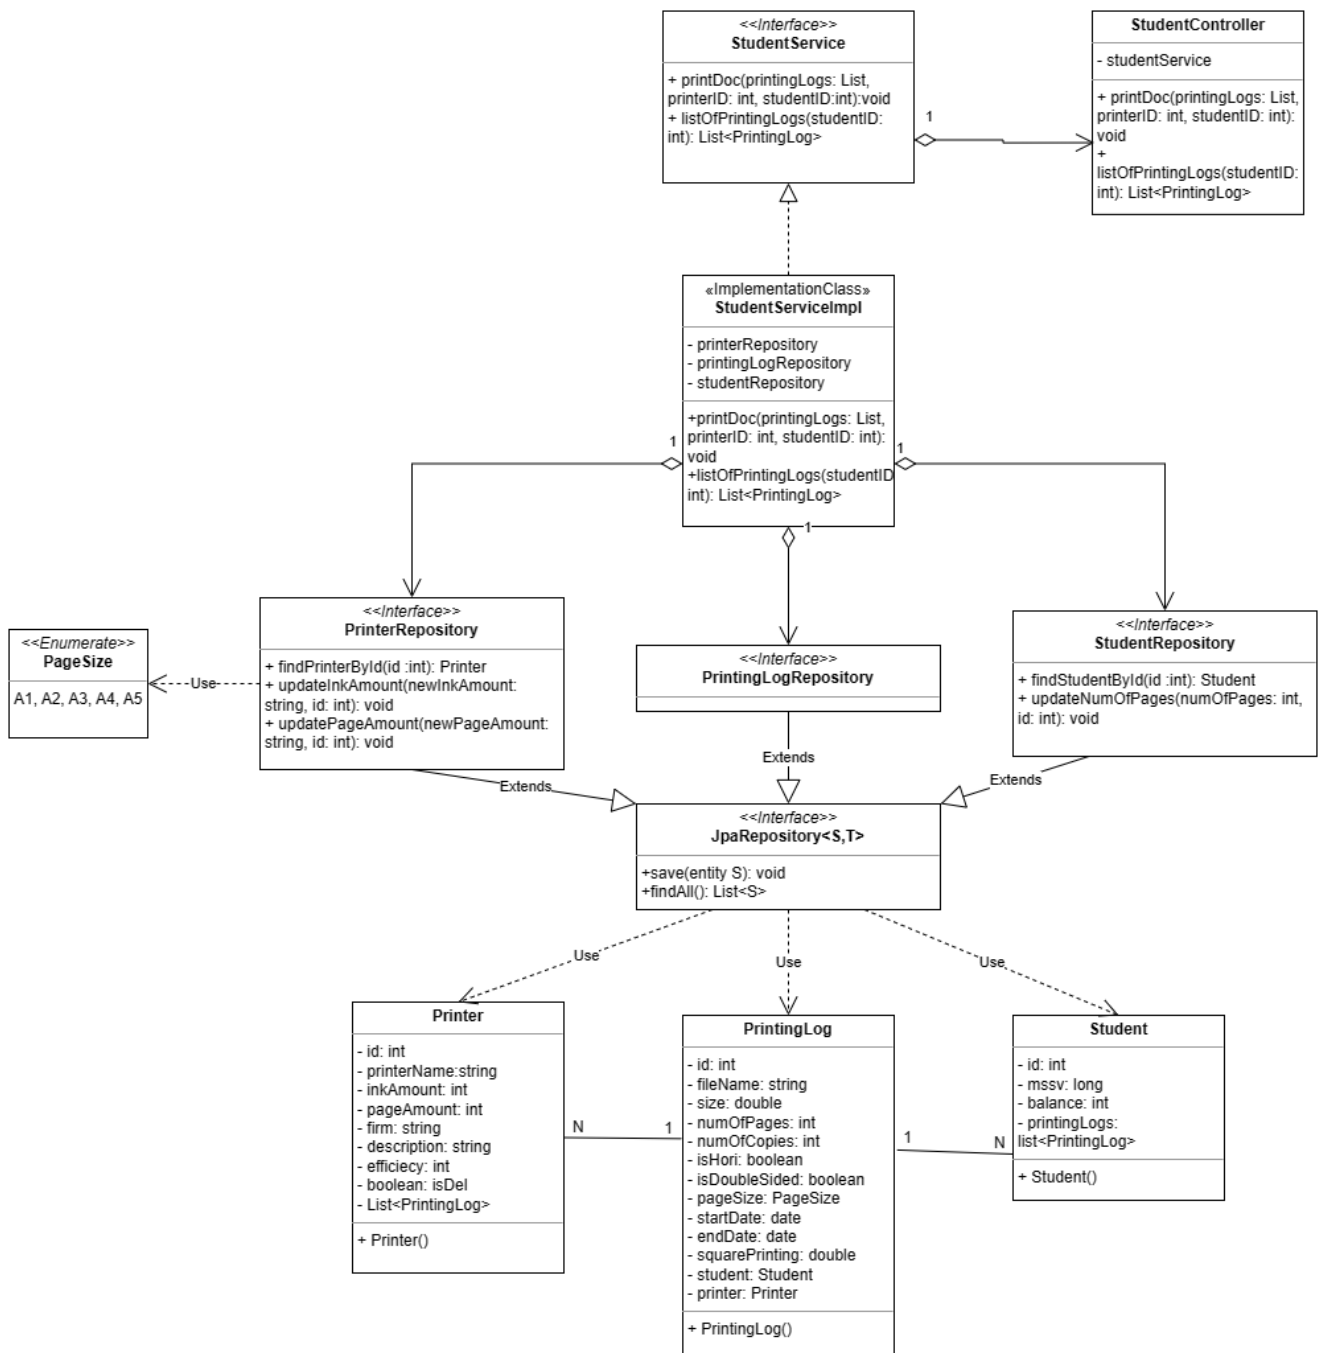 <<Interface>>
StudentService
+ printDoc(printingLogs: List,
printerID: int, studentID:int):void
+ listOfPrintingLogs(studentID:
int): List<PrintingLog>
1
StudentController
- studentService
+ printDoc(printingLogs: List,
printerID: int, studentID: int):
void
+
listOfPrintingLogs(studentID:
int): List<PrintingLog>
«ImplementationClass»
StudentServiceImpl
- printerRepository
- printingLogRepository
- studentRepository
+printDoc(printingLogs: List,
printerID: int, studentID: int):
void
+listOfPrintingLogs(studentID
int): List<PrintingLog>
1
1
1
<<Enumerate>>
PageSize
A1, A2, A3, A4, A5
Use
<<Interface>>
PrinterRepository
+ findPrinterById(id :int): Printer
+ updateInkAmount(newInkAmount:
string, id: int): void
+ updatePageAmount(newPageAmount:
string, id: int): void
<<Interface>>
PrintingLogRepository
<<Interface>>
StudentRepository
+ findStudentById(id :int): Student
+ updateNumOfPages(numOfPages: int,
id: int): void
Extends
Extends
Extends
<<Interface>>
JpaRepository<S,T>
+save(entity S): void
+findAll(): List<S>
Use
Use
Use
Printer
- id: int
- printerName:string
- inkAmount: int
- pageAmount: int
- firm: string
- description: string
- efficiecy: int
- boolean: isDel
- List<PrintingLog>
+ Printer()
N
1
PrintingLog
- id: int
- fileName: string
- size: double
- numOfPages: int
- numOfCopies: int
- isHori: boolean
- isDoubleSided: boolean
- pageSize: PageSize
- startDate: date
- endDate: date
- squarePrinting: double
- student: Student
- printer: Printer
+ PrintingLog()
1
N
Student
- id: int
- mssv: long
- balance: int
- printingLogs:
list<PrintingLog>
+ Student()